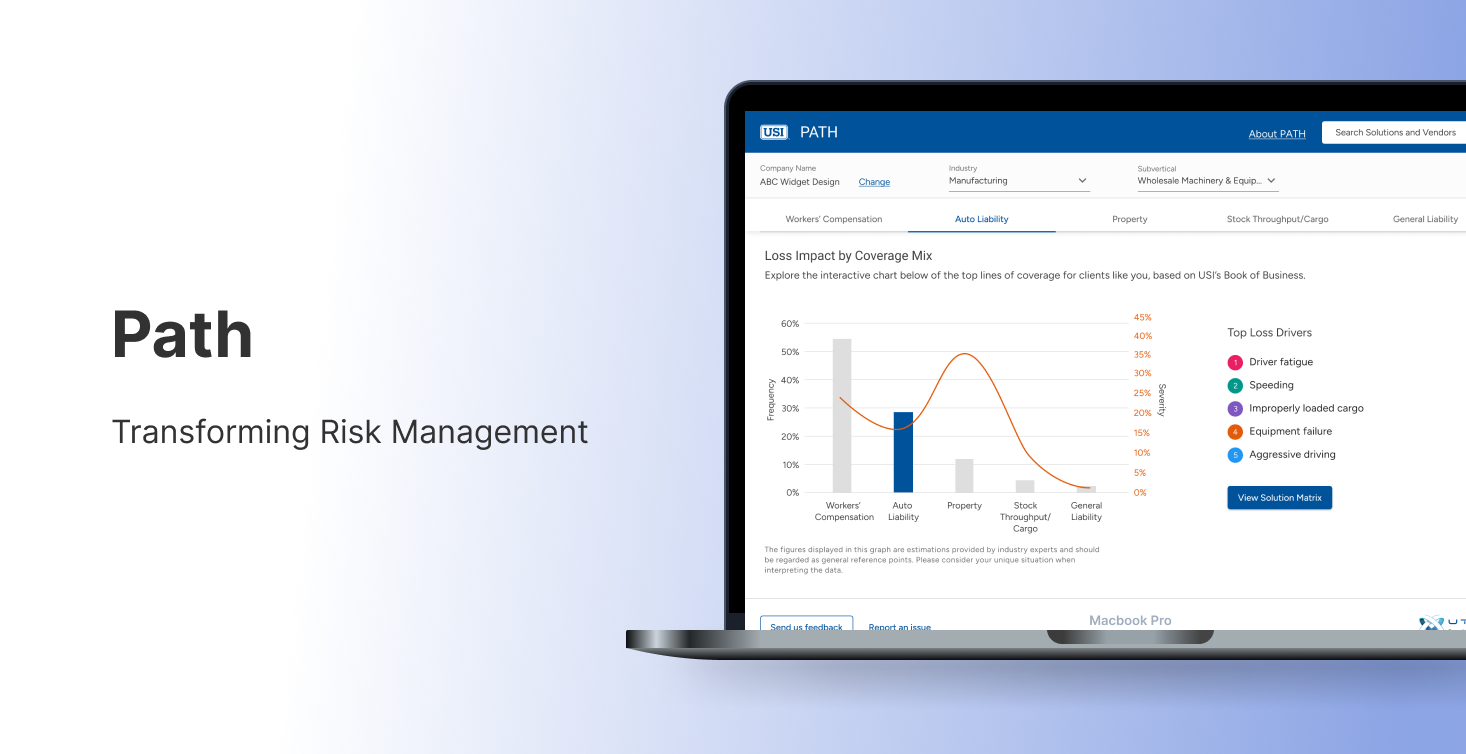 Path
Transforming Risk Management
USI PATH
About PATH
Search Solutions and Vendors
Company Name
ABC Widget Design
Change
Industry
Manufacturing
Subvertical
Wholesale Machinery & Equip...
Workers' Compensation
Auto Liability
Property
Stock Throughput/Cargo
General Liability
Loss Impact by Coverage Mix
Explore the interactive chart below of the top lines of coverage for clients like you, based on USI's Book of Business.
Frequency
60%
50%
40%
30%
20%
10%
0%
45%
40%
35%
30%
25%
20%
15%
10%
5%
0%
Severity
Workers'
Compensation
Auto
Liability
Property
Stock
Throughput/
Cargo
General
Liability
The figures displayed in this graph are estimations provided by industry experts and should
be regarded as general reference points. Please consider your unique situation when
interpreting the data.
Top Loss Drivers
1 Driver fatigue
2 Speeding
3 Improperly loaded cargo
4 Equipment failure
5 Aggressive driving
View Solution Matrix
Send us feedback
Report an issue
Macbook Pro